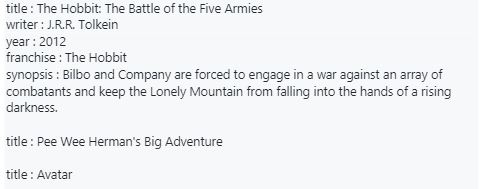 title : The Hobbit: The Battle of the Five Armies
writer : J.R.R. Tolkein
year : 2012
franchise : The Hobbit
synopsis : Bilbo and Company are forced to engage in a war against an array of
combatants and keep the Lonely Mountain from falling into the hands of a rising
darkness.
title : Pee Wee Herman's Big Adventure
title : Avatar